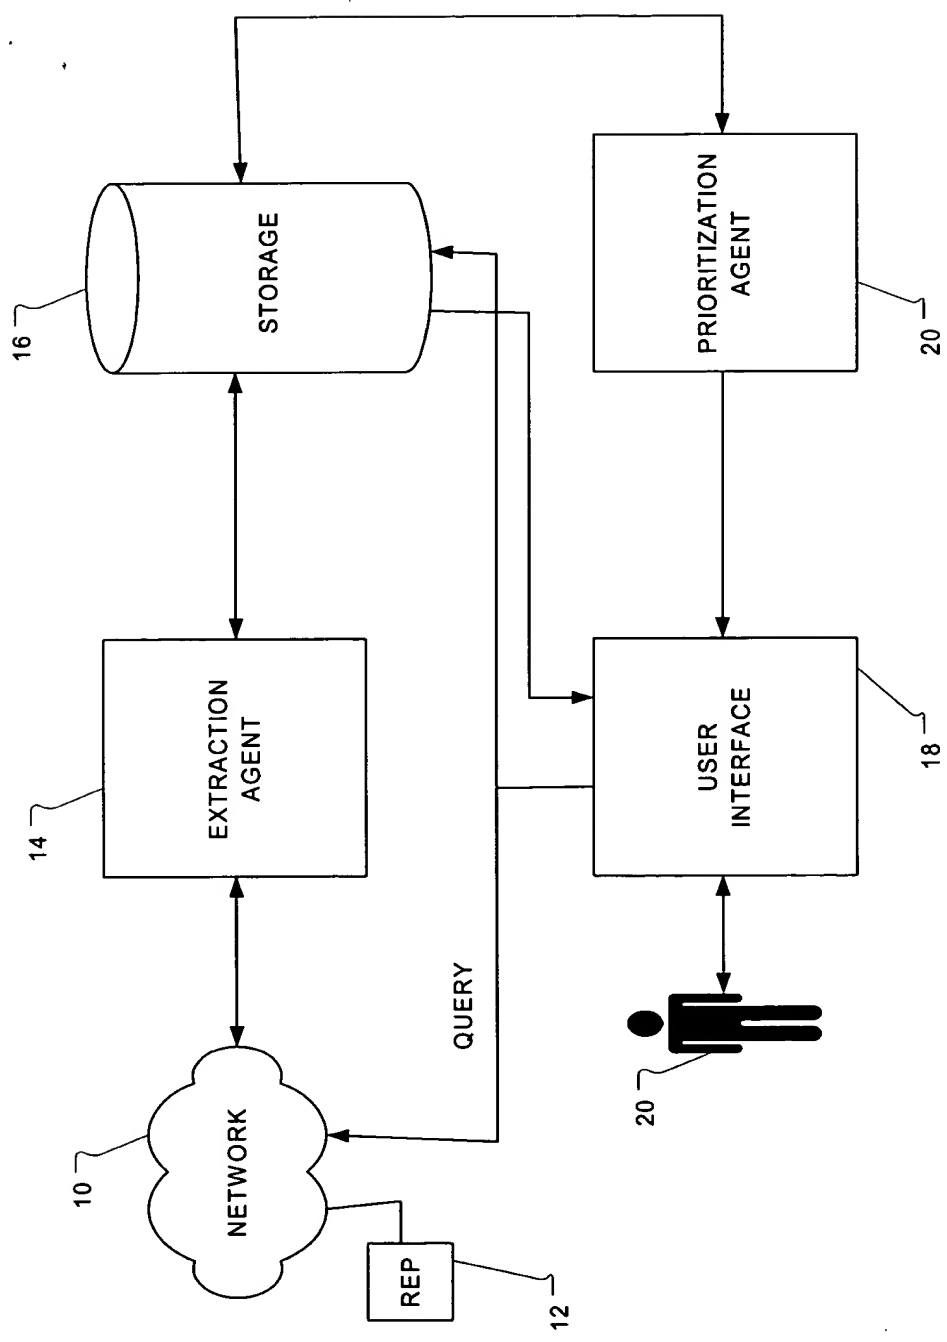 10
NETWORK
REP
12
14
EXTRACTION
AGENT
16
STORAGE
QUERY
20
USER
INTERFACE
18
PRIORITIZATION
AGENT
20